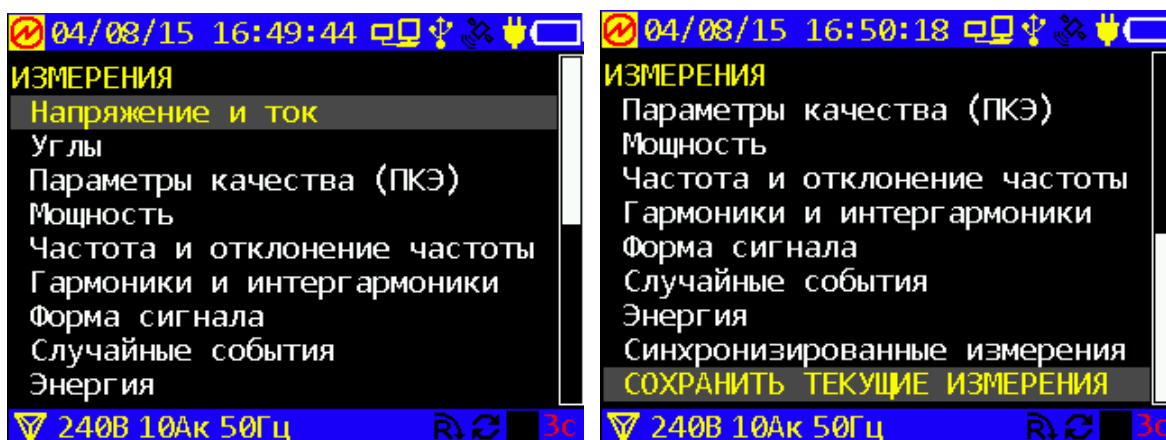 04/08/15 16:49:44
ИЗМЕРЕНИЯ
Напряжение и ток
Углы
Параметры качества (ПКЭ)
Мощность
Частота и отклонение частоты
Гармоники и интергармоники
Форма сигнала
Случайные события
Энергия
240В 10Ак 50Гц 3с
04/08/15 16:50:18
ИЗМЕРЕНИЯ
Параметры качества (ПКЭ)
Мощность
Частота и отклонение частоты
Гармоники и интергармоники
Форма сигнала
Случайные события
Энергия
Синхронизированные измерения
СОХРАНИТЬ ТЕКУЩИЕ ИЗМЕРЕНИЯ
240В 10Ак 50Гц 3с